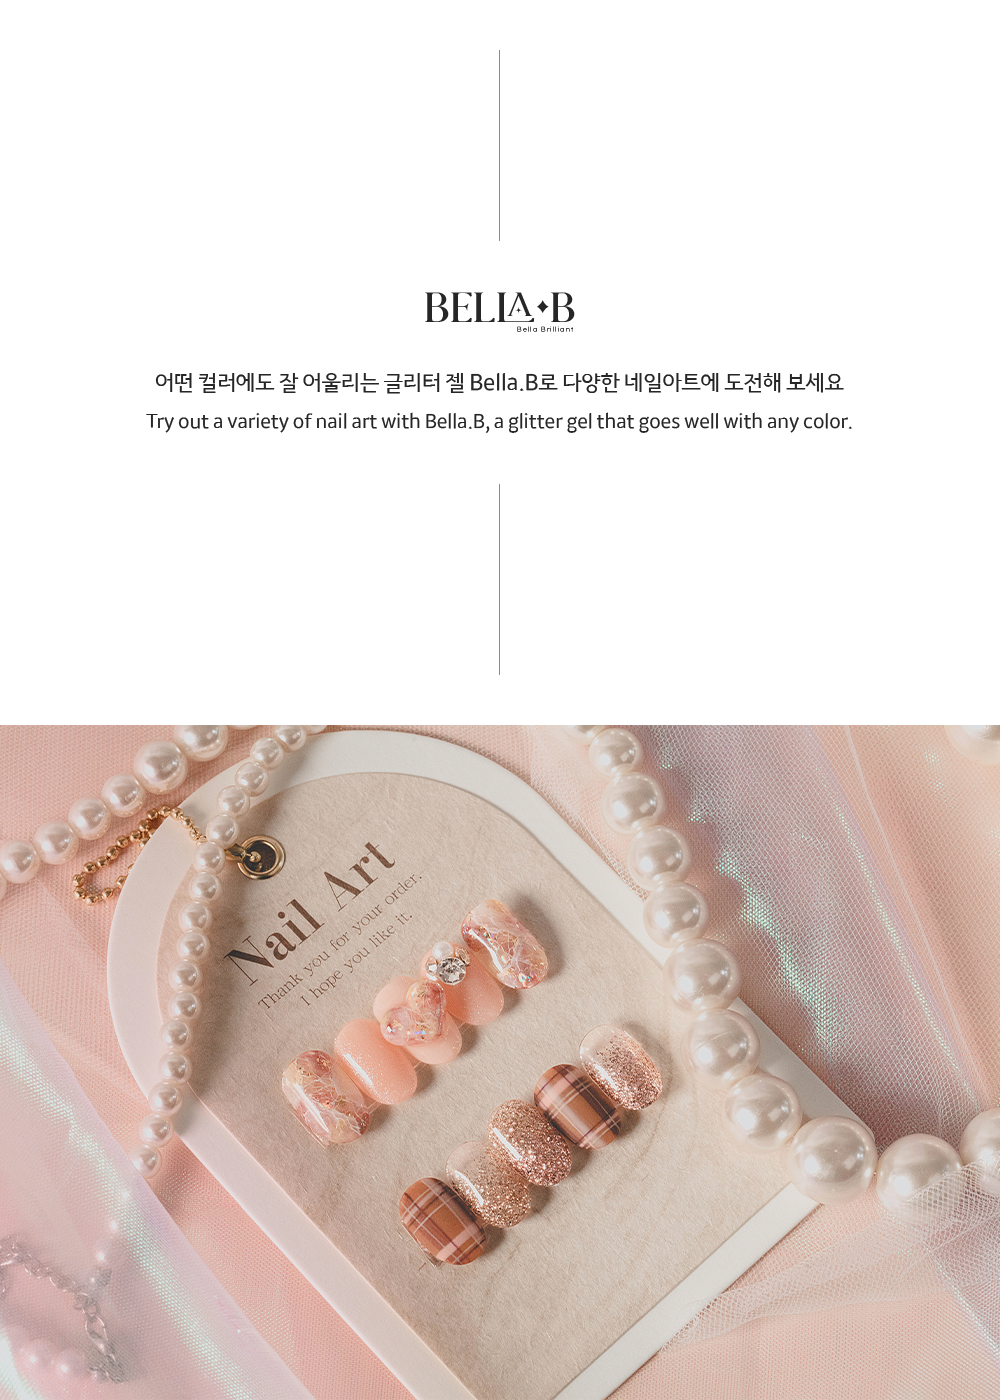 BELLA✦B
Bella Brilliant
어떤 컬러에도 잘 어울리는 글리터 젤 Bella.B로 다양한 네일아트에 도전해 보세요
Try out a variety of nail art with Bella.B, a glitter gel that goes well with any color.
Nail Art
Thank you for your order.
I hope you like it.